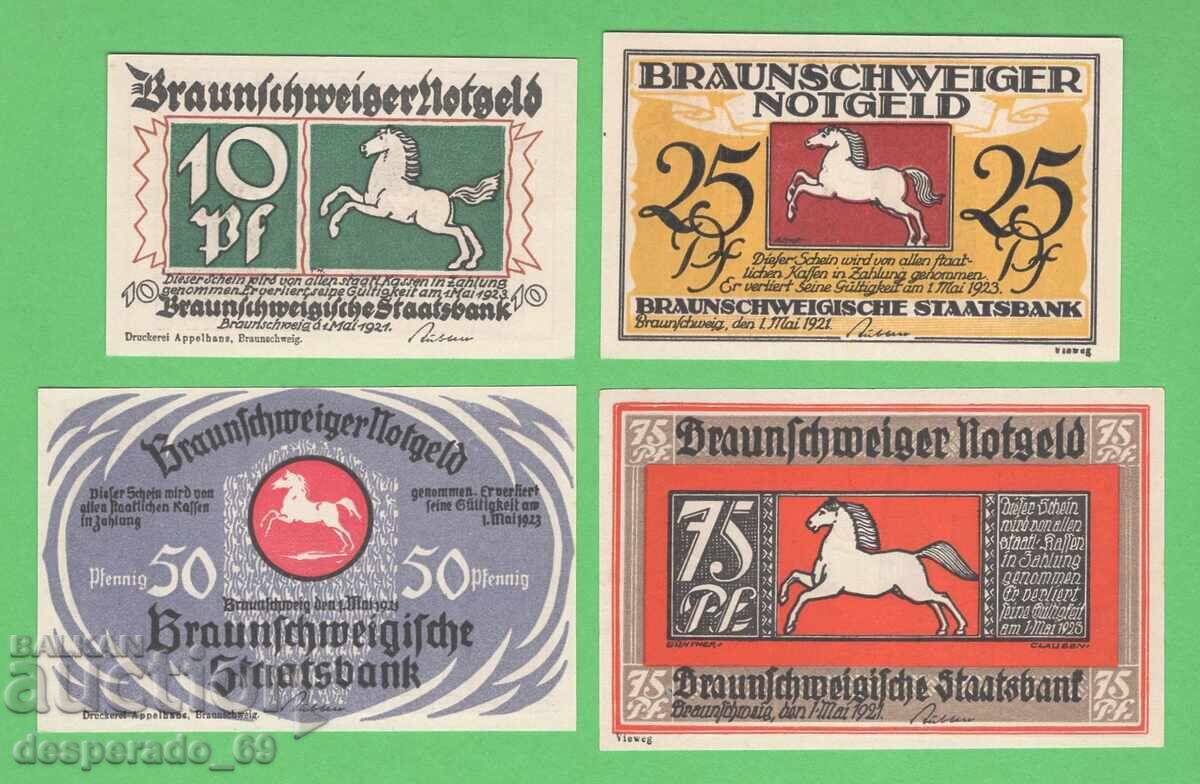 Braunschweiger Notgeld
10
Pf
Dieser Schein wird von allen staatl. Kassen in Zahlung
genommen. Er verliert seine Gültigkeit am 1 Mai 1923
10
10
Braunschweigische Staatsbank
Braunschweig d 1 Mai 1921.
Druckerei Appelhans, Braunschweig.
BRAUNSCHWEIGER
NOTGELD
25
Pf
25
Pf
Dieser Schein wird von allen staat-
lichen Kassen in Zahlung genommen.
Er verliert seine Gültigkeit am 1 Mai 1923.
BRAUNSCHWEIGISCHE STAATSBANK
Braunschweig, den 1. Mai 1921
Vieweg
Braunschweiger Notgeld
Dieser Schein wird von
allen staatlichen Kassen
in Zahlung
genommen. Er verliert
seine Gültigkeit am
1. Mai 1923
Pfennig 50
50 Pfennig
Braunschweig den 1. Mai 1921
Braunschweigische
Staatsbank
Druckerei Appelhans, Braunschweig.
75
Pf.
75
Pf.
Braunschweiger Notgeld
75
Pf.
Dieser Schein
wird von allen
staatl. Kassen
in Zahlung
genommen
Er verliert
seine Gültigkeit
am 1 Mai 1923
GÜNTHER-
CLAUSEN
75
Pf.
75
Pf.
Braunschweigische Staatsbank
Braunschweig, den 1. Mai 1921.
Vieweg
BALKAN
auction
desperado_69